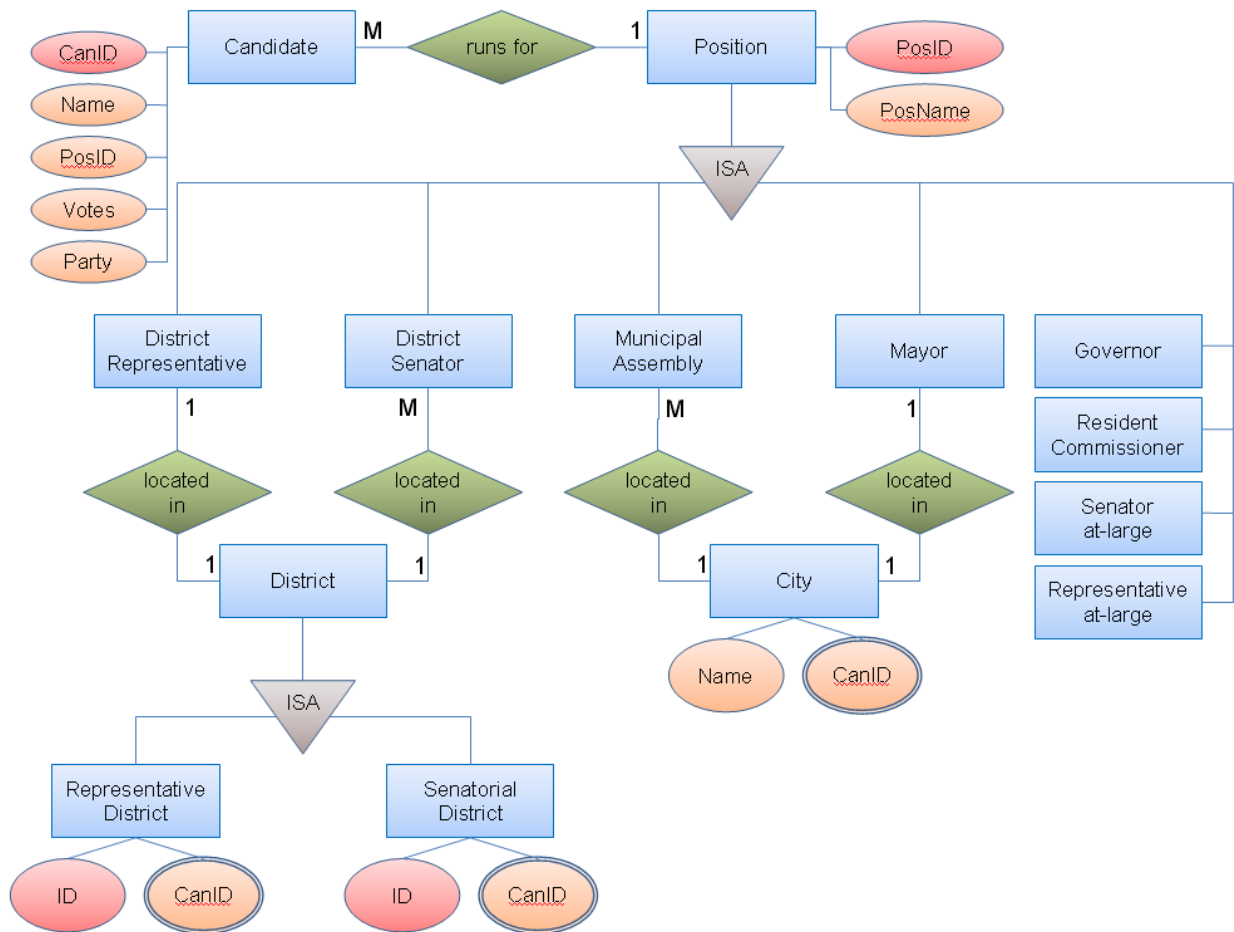 Candidate
M
runs for
1
Position
CanID
Name
PosID
Votes
Party
PosID
PosName
ISA
District
Representative
District
Senator
Municipal
Assembly
Mayor
Governor
Resident
Commissioner
Senator
at-large
Representative
at-large
1
M
M
1
located
in
located
in
located
in
located
in
1
District
1
1
City
1
Name
CanID
ISA
Representative
District
Senatorial
District
ID
CanID
ID
CanID